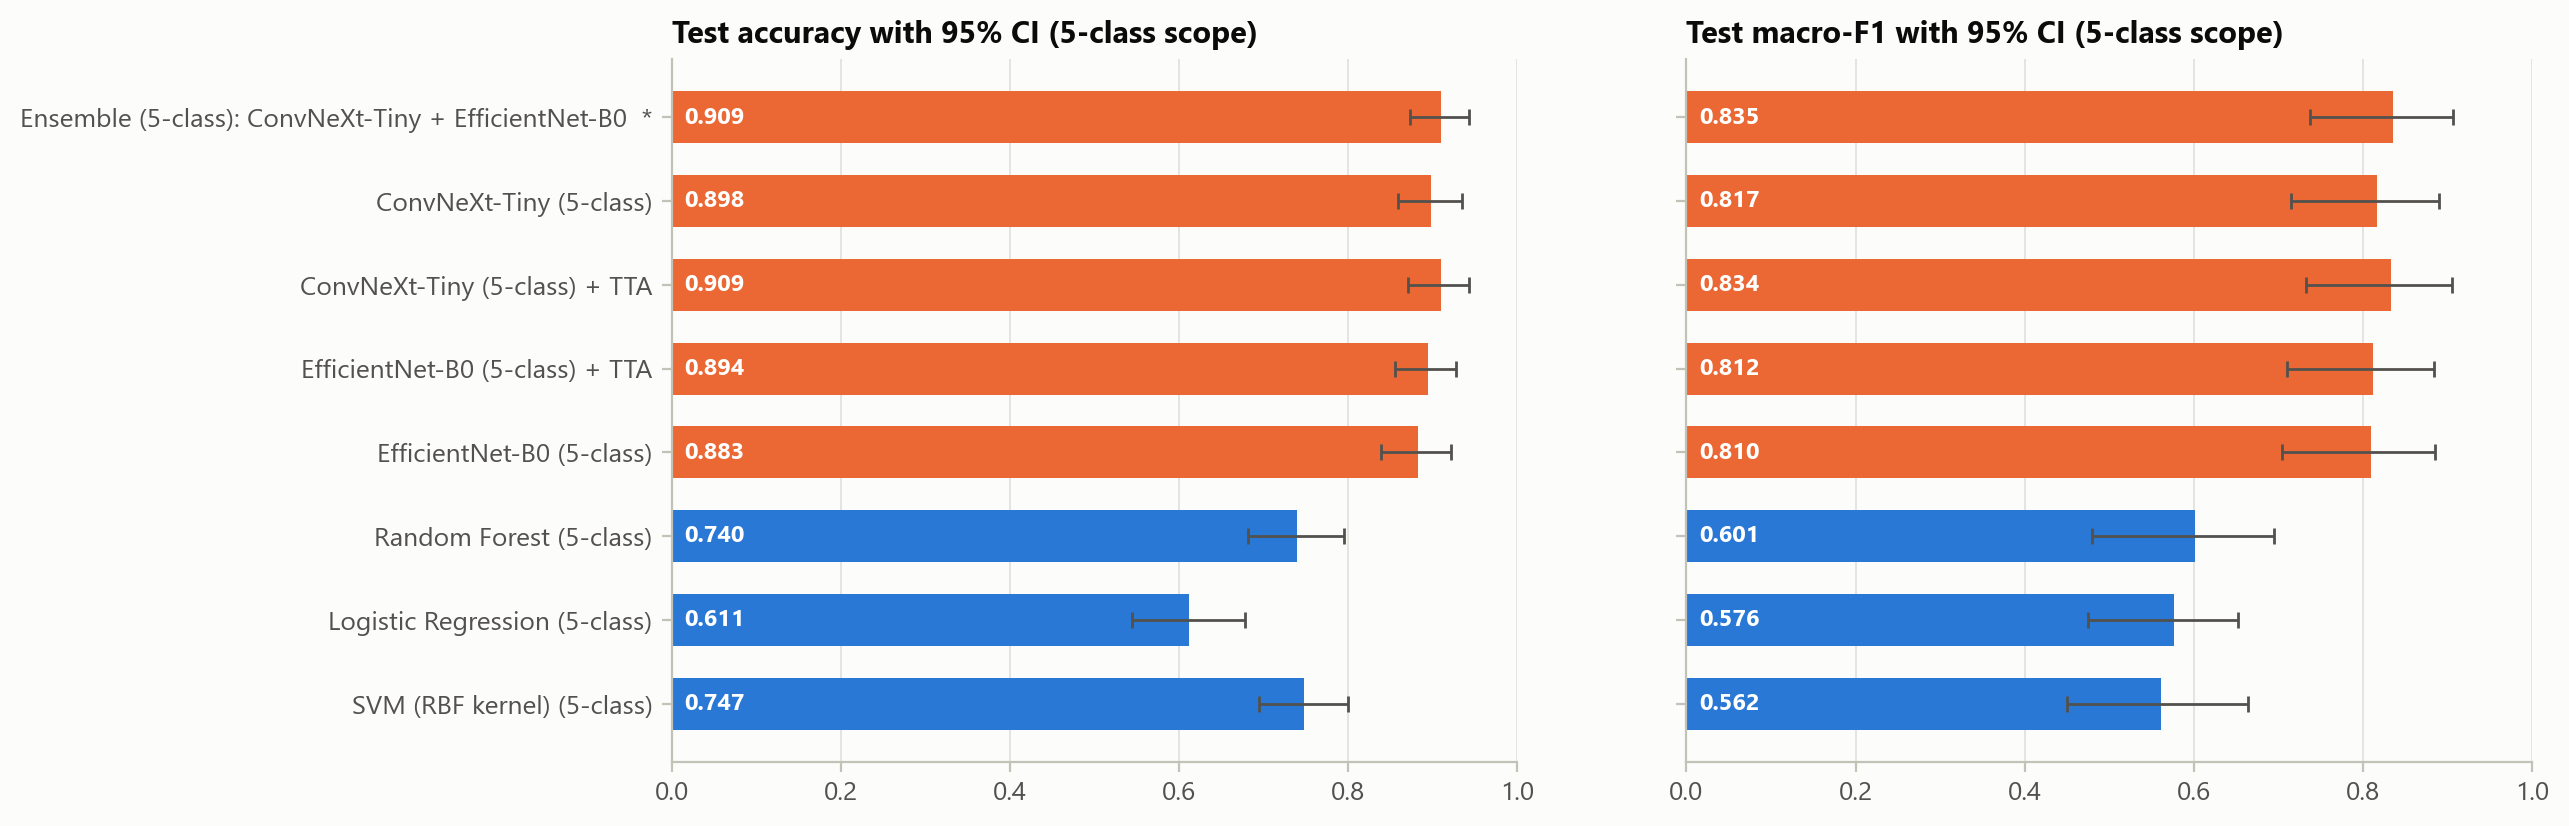 Test accuracy with 95% CI (5-class scope)
Ensemble (5-class): ConvNeXt-Tiny + EfficientNet-B0 *
0.909
ConvNeXt-Tiny (5-class)
0.898
ConvNeXt-Tiny (5-class) + TTA
0.909
EfficientNet-B0 (5-class) + TTA
0.894
EfficientNet-B0 (5-class)
0.883
Random Forest (5-class)
0.740
Logistic Regression (5-class)
0.611
SVM (RBF kernel) (5-class)
0.747
0.0 0.2 0.4 0.6 0.8 1.0
Test macro-F1 with 95% CI (5-class scope)
0.835
0.817
0.834
0.812
0.810
0.601
0.576
0.562
0.0 0.2 0.4 0.6 0.8 1.0